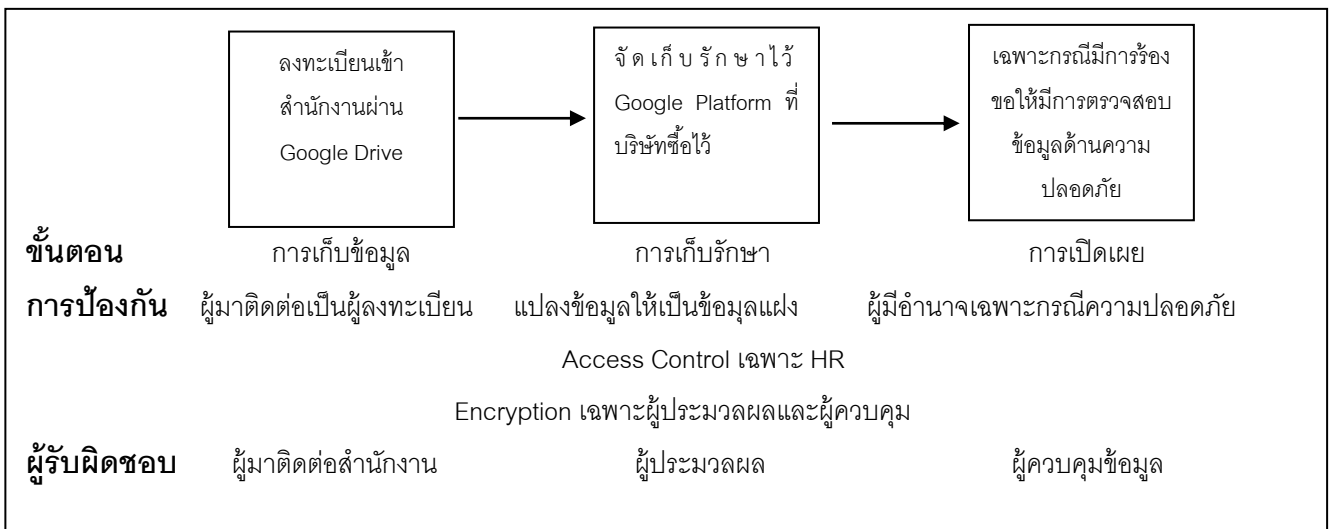 ลงทะเบียนเข้า
สำนักงานผ่าน
Google Drive
จัดเก็บรักษาไว้
Google Platform ที่
บริษัทซื้อไว้
เฉพาะกรณีมีการร้อง
ขอให้มีการตรวจสอบ
ข้อมูลด้านความ
ปลอดภัย
ขั้นตอน การเก็บข้อมูล การเก็บรักษา การเปิดเผย
การป้องกัน ผู้มาติดต่อเป็นผู้ลงทะเบียน แปลงข้อมูลให้เป็นข้อมุลแฝง ผู้มีอำนาจเฉพาะกรณีความปลอดภัย
Access Control เฉพาะ HR
Encryption เฉพาะผู้ประมวลผลและผู้ควบคุม
ผู้รับผิดชอบ ผู้มาติดต่อสำนักงาน ผู้ประมวลผล ผู้ควบคุมข้อมูล